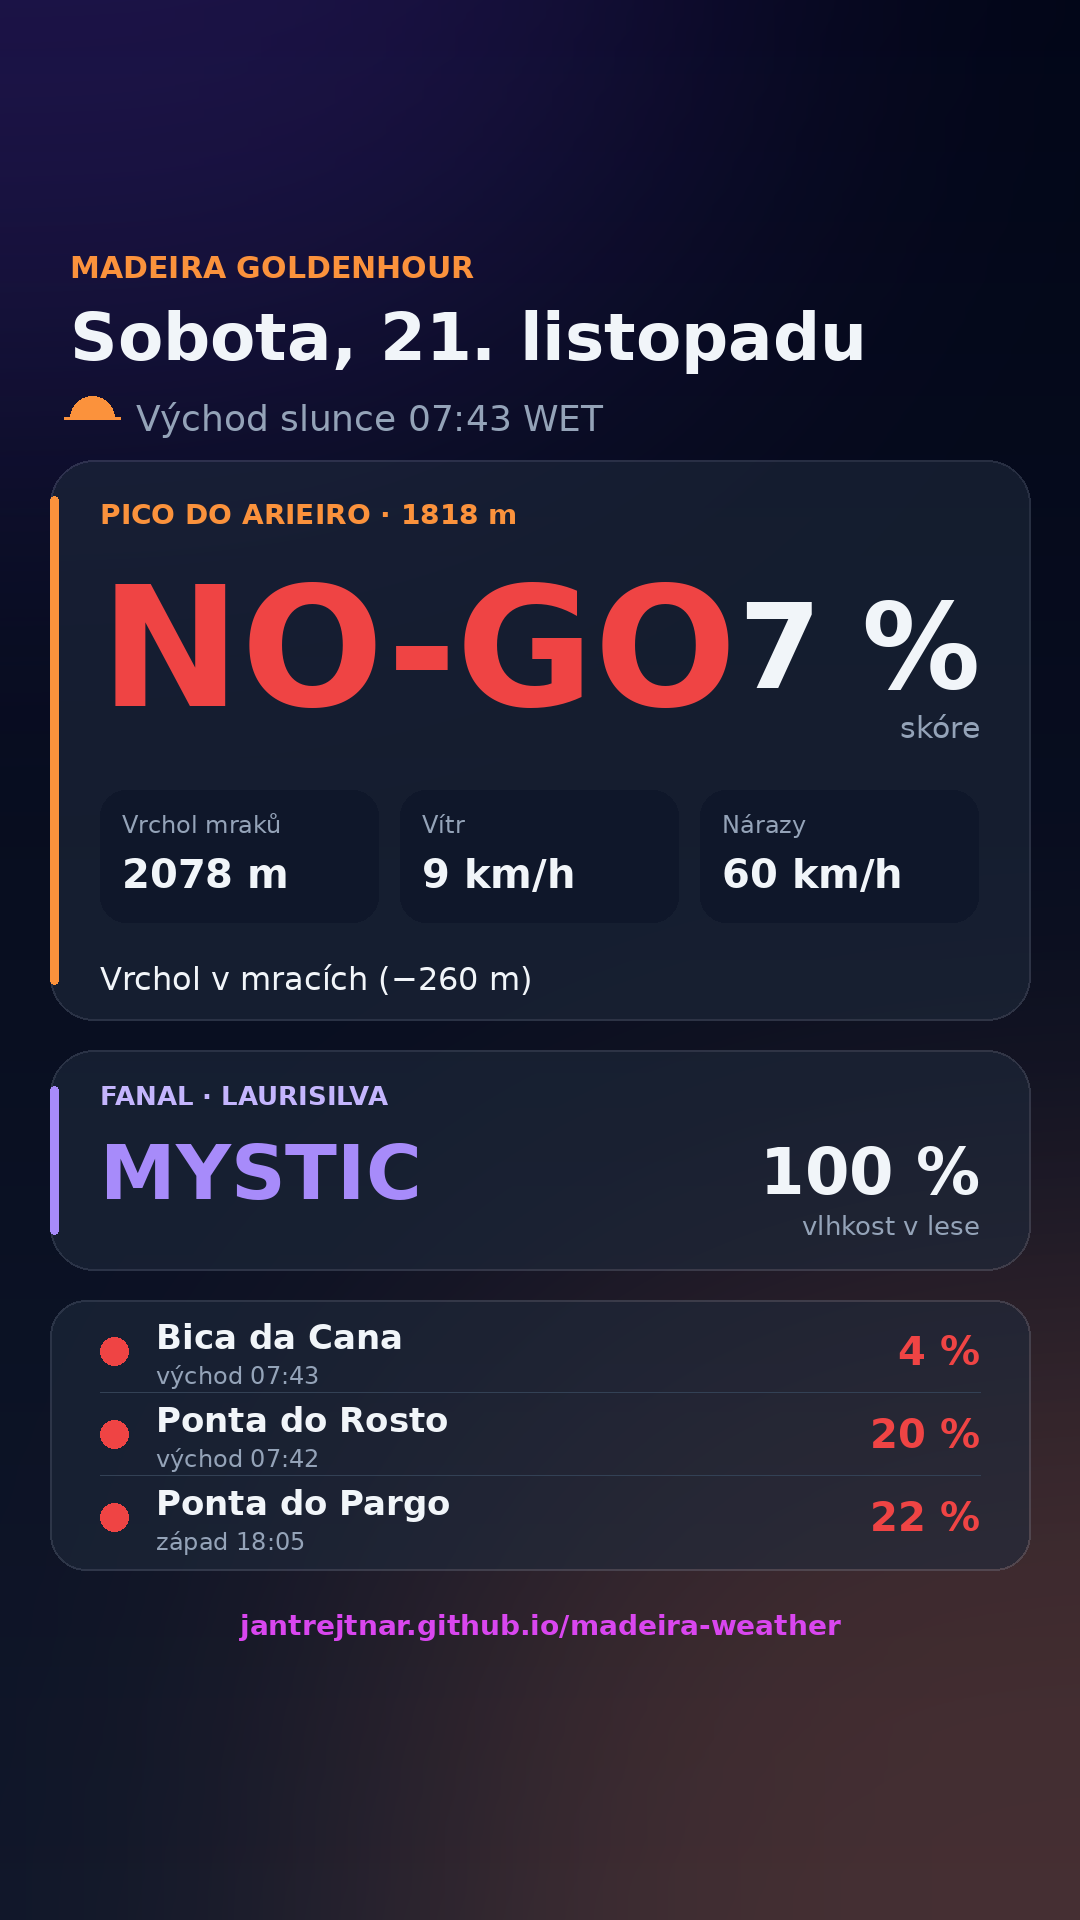 MADEIRA GOLDENHOUR
Sobota, 21. listopadu
Východ slunce 07:43 WET
PICO DO ARIEIRO · 1818 m
NO-GO 7 %
skóre
Vrchol mraků Vítr Nárazy
2078 m 9 km/h 60 km/h
Vrchol v mracích (−260 m)
FANAL · LAURISILVA
MYSTIC 100 %
vlhkost v lese
Bica da Cana 4 %
východ 07:43
Ponta do Rosto 20 %
východ 07:42
Ponta do Pargo 22 %
západ 18:05
jantrejtnar.github.io/madeira-weather